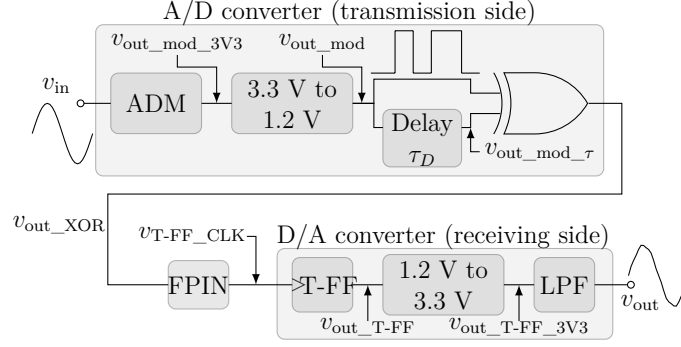 A/D converter (transmission side)
v_out_mod_3V3
v_out_mod
v_in
ADM
3.3 V to
1.2 V
Delay
τ_D
v_out_mod_τ
v_out_XOR
v_T-FF_CLK
D/A converter (receiving side)
FPIN
T-FF
1.2 V to
3.3 V
LPF
v_out
v_out_T-FF
v_out_T-FF_3V3